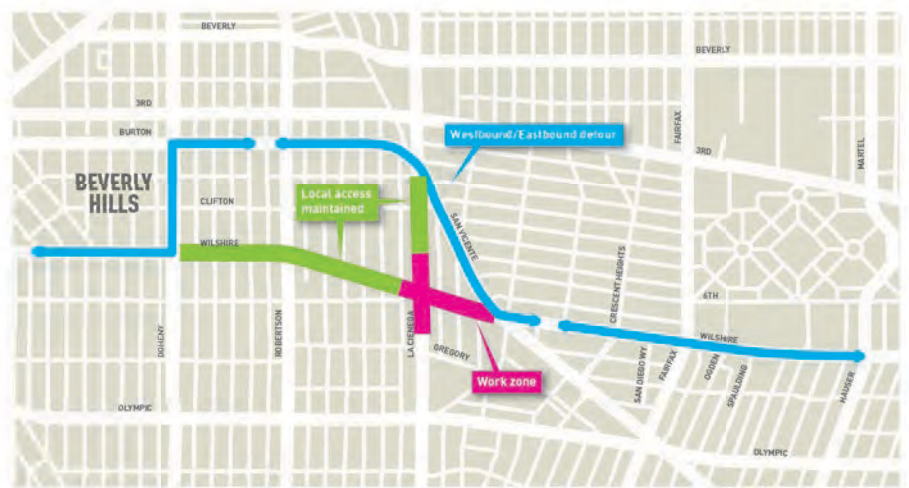 BEVERLY
BEVERLY
3RD
BURTON
Westbound/Eastbound detour
FAIRFAX
3RD
MARTEL
BEVERLY
HILLS
CLIFTON
Local access
maintained
SAN VICENTE
WILSHIRE
CRESCENT HEIGHTS
6TH
DOHENY
ROBERTSON
LA CIENEGA
GREGORY
WILSHIRE
Work zone
SAN DIEGO WY
FAIRFAX
OGDEN
SPAULDING
HAUSER
OLYMPIC
OLYMPIC